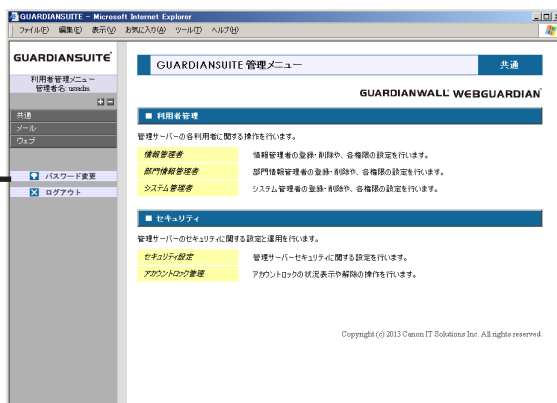 GUARDIANSUITE - Microsoft Internet Explorer
ファイル(F) 編集(E) 表示(V) お気に入り(A) ツール(T) ヘルプ(H)
GUARDIANSUITE
利用者管理メニュー
管理者名: usradm
共通
メール
ウェブ
パスワード変更
ログアウト
GUARDIANSUITE 管理メニュー 共通
GUARDIANWALL WEBGUARDIAN
■ 利用者管理
管理サーバーの各利用者に関する操作を行います。
情報管理者 情報管理者の登録・削除や、各権限の設定を行います。
部門情報管理者 部門情報管理者の登録・削除や、各権限の設定を行います。
システム管理者 システム管理者の登録・削除や、各権限の設定を行います。
■ セキュリティ
管理サーバーのセキュリティに関する設定と運用を行います。
セキュリティ設定 管理サーバーセキュリティに関する設定を行います。
アカウントロック管理 アカウントロックの状況表示や解除の操作を行います。
Copyright (c) 2013 Canon IT Solutions Inc. All rights reserved.